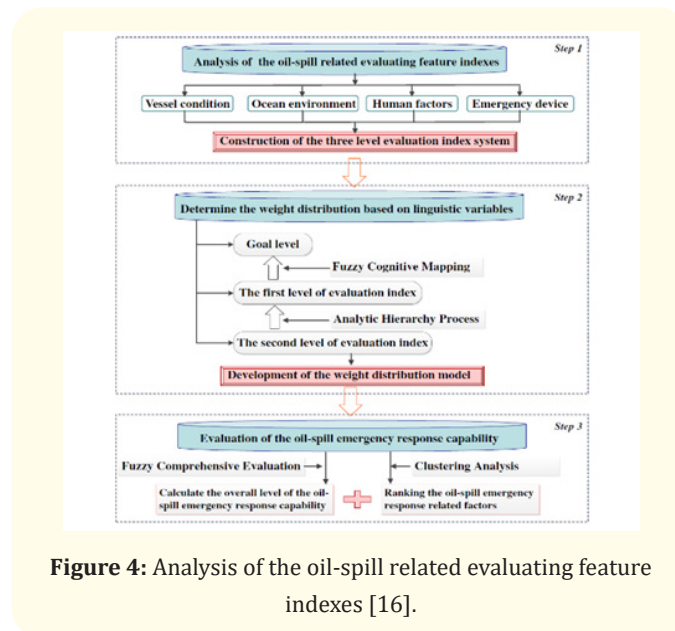 Step 1
Analysis of the oil-spill related evaluating feature indexes
Vessel condition Ocean environment Human factors Emergency device
Construction of the three level evaluation index system
Step 2
Determine the weight distribution based on linguistic variables
Goal level
Fuzzy Cognitive Mapping
The first level of evaluation index
Analytic Hierarchy Process
The second level of evaluation index
Development of the weight distribution model
Step 3
Evaluation of the oil-spill emergency response capability
Fuzzy Comprehensive Evaluation Clustering Analysis
Calculate the overall level of the oil-
spill emergency response capability
Ranking the oil-spill emergency
response related factors
Figure 4: Analysis of the oil-spill related evaluating feature
indexes [16].